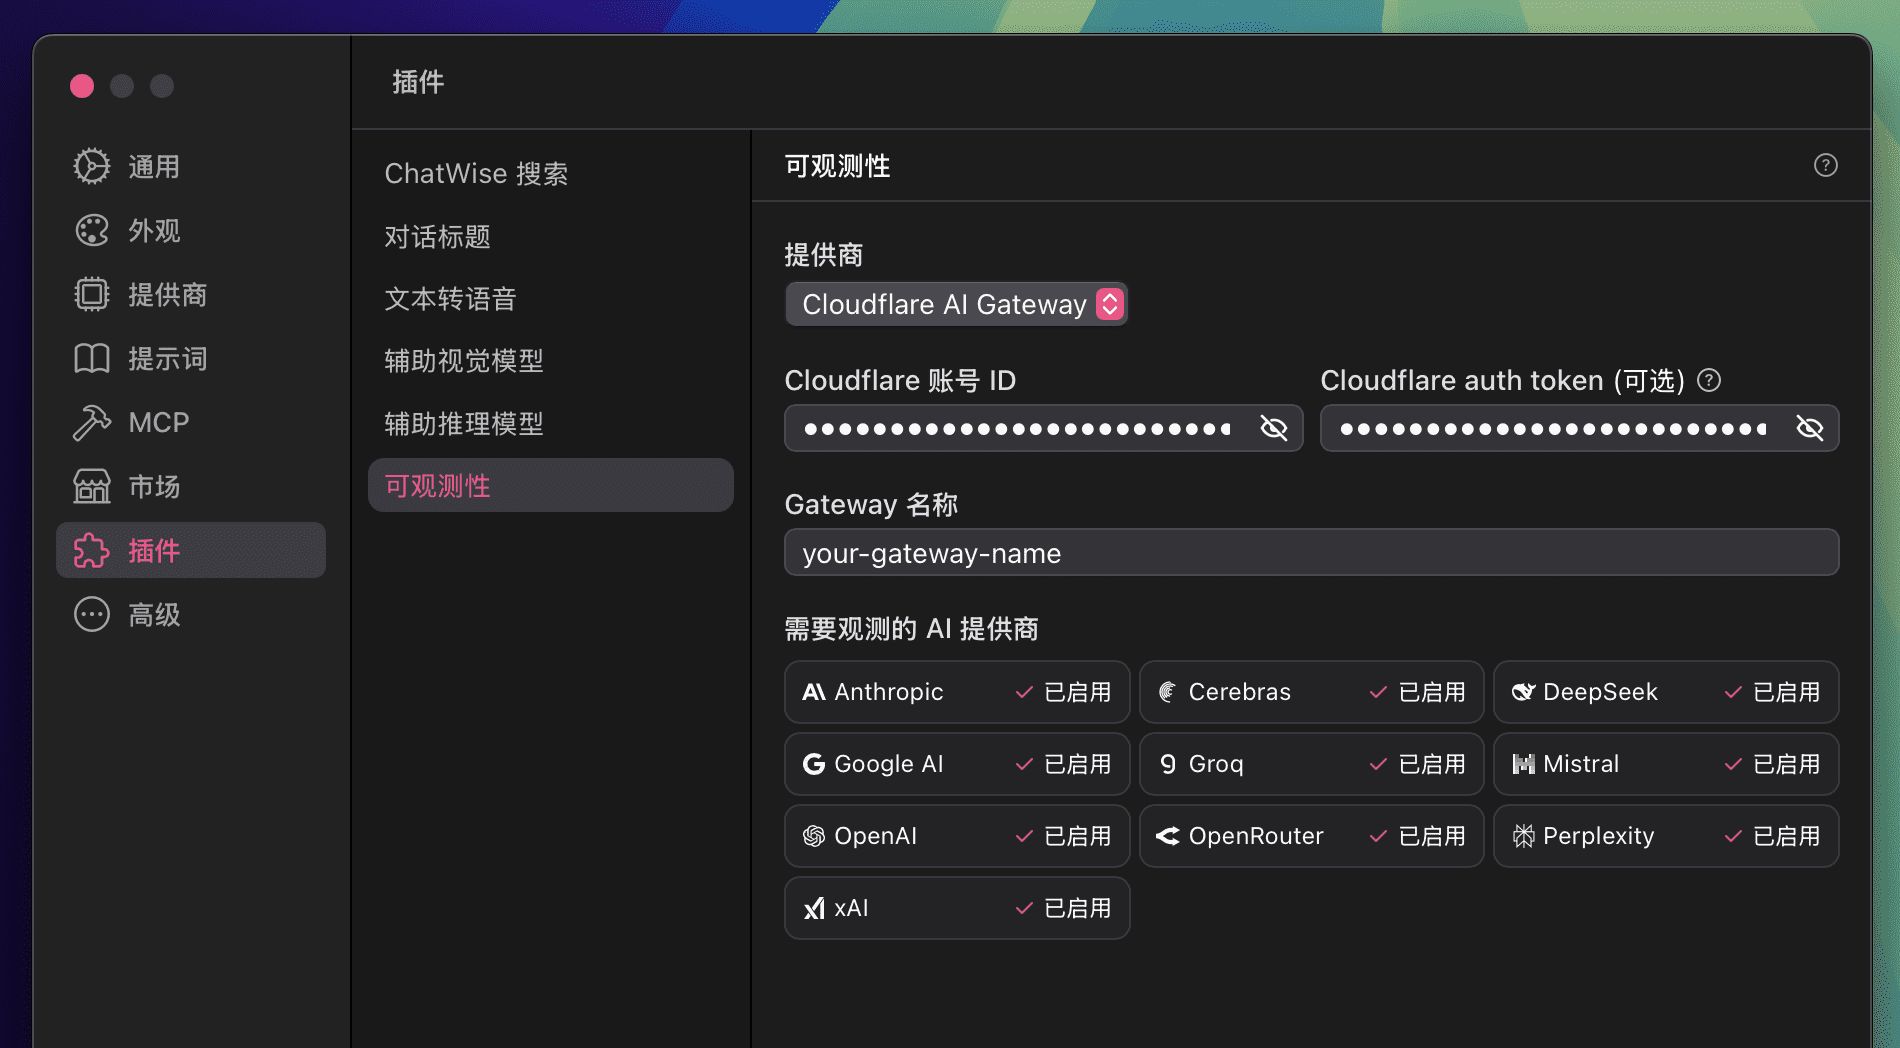 插件
通用
外观
提供商
提示词
MCP
市场
插件
高级
ChatWise 搜索
对话标题
文本转语音
辅助视觉模型
辅助推理模型
可观测性
可观测性
提供商
Cloudflare AI Gateway
Cloudflare 账号 ID
Cloudflare auth token (可选)
Gateway 名称
your-gateway-name
需要观测的 AI 提供商
Anthropic 已启用
Cerebras 已启用
DeepSeek 已启用
Google AI 已启用
Groq 已启用
Mistral 已启用
OpenAI 已启用
OpenRouter 已启用
Perplexity 已启用
xAI 已启用